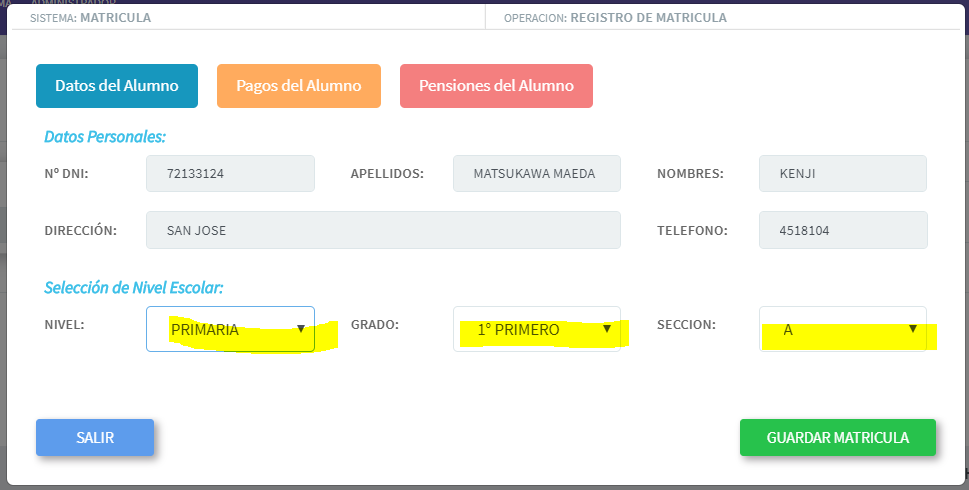 ADMINISTRADOR
SISTEMA: MATRICULA
OPERACION: REGISTRO DE MATRICULA
Datos del Alumno
Pagos del Alumno
Pensiones del Alumno
Datos Personales:
Nº DNI: 72133124 APELLIDOS: MATSUKAWA MAEDA NOMBRES: KENJI
DIRECCIÓN: SAN JOSE TELEFONO: 4518104
Selección de Nivel Escolar:
NIVEL: PRIMARIA GRADO: 1° PRIMERO SECCION: A
SALIR
GUARDAR MATRICULA